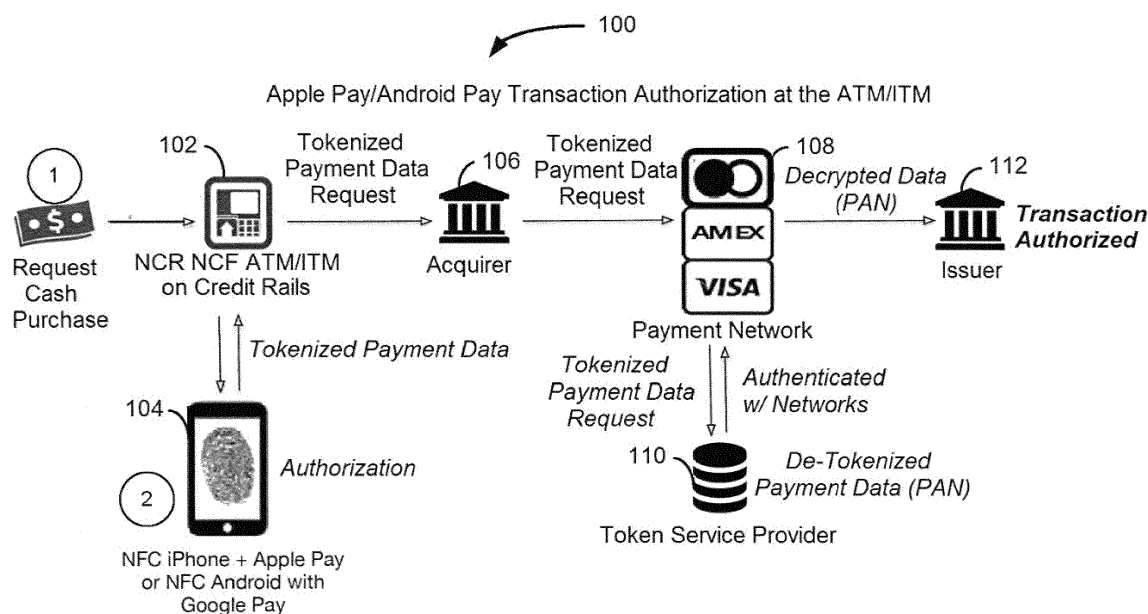 100
Apple Pay/Android Pay Transaction Authorization at the ATM/ITM
1
Request
Cash
Purchase
102
NCR NCF ATM/ITM
on Credit Rails
Tokenized
Payment Data
Request
106
Acquirer
Tokenized
Payment Data
Request
108
AMEX
VISA
Payment Network
Decrypted Data
(PAN)
112
Issuer
Transaction
Authorized
Tokenized Payment Data
104
2
Authorization
NFC iPhone + Apple Pay
or NFC Android with
Google Pay
Tokenized
Payment Data
Request
Authenticated
w/ Networks
110
De-Tokenized
Payment Data (PAN)
Token Service Provider